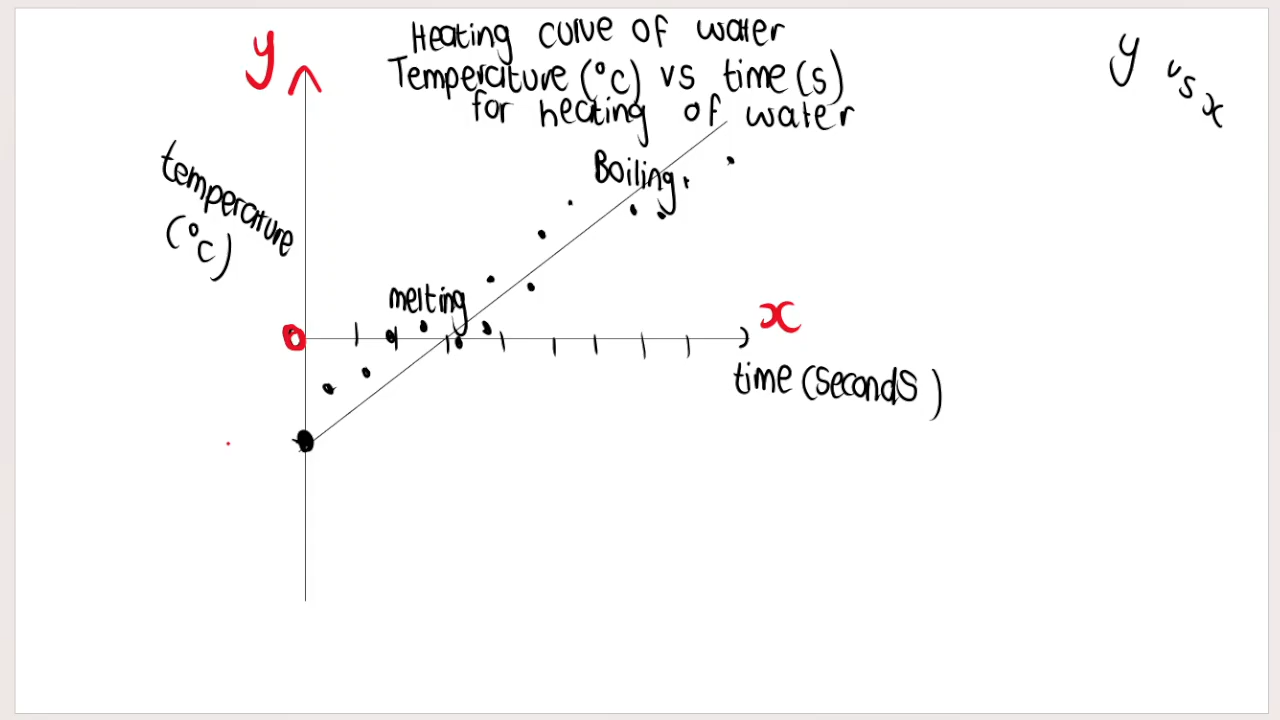 Heating curve of water
Temperature (°c) vs time (s)
for heating of water
y
y vs x
temperature
(°c)
Boiling
melting
0
x
time (seconds)